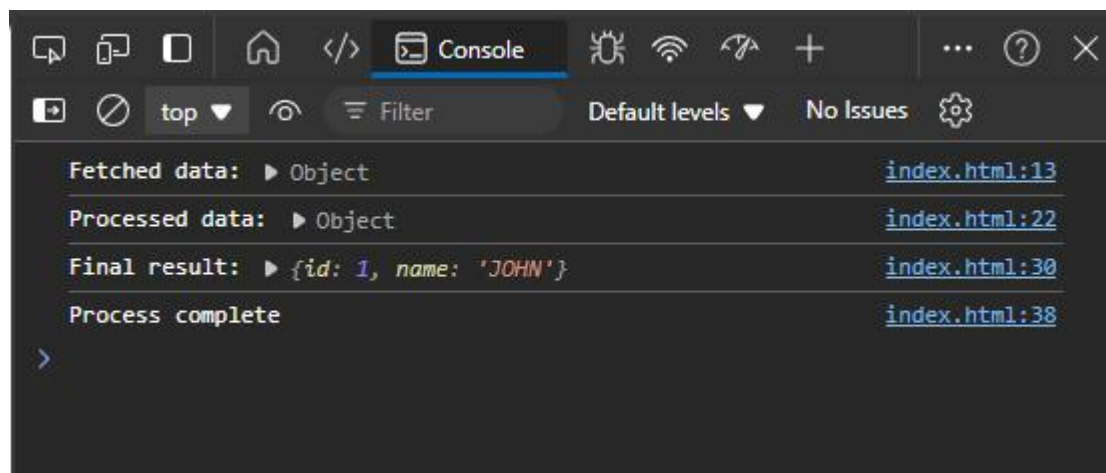 Console
top Filter Default levels No Issues
Fetched data: Object index.html:13
Processed data: Object index.html:22
Final result: {id: 1, name: 'JOHN'} index.html:30
Process complete index.html:38